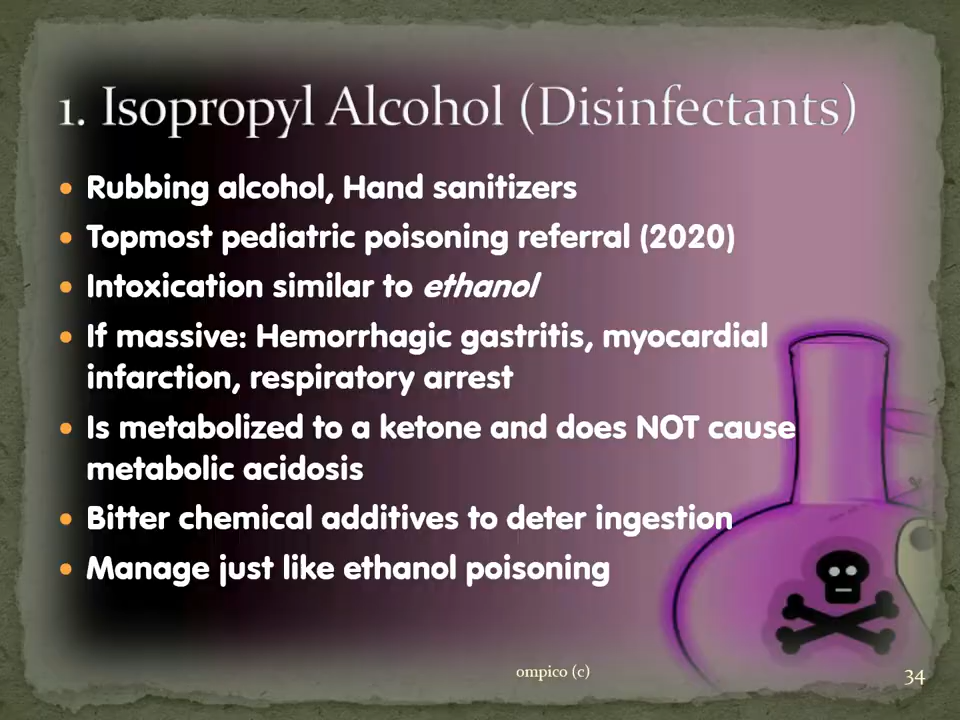 1. Isopropyl Alcohol (Disinfectants)
• Rubbing alcohol, Hand sanitizers
• Topmost pediatric poisoning referral (2020)
• Intoxication similar to ethanol
• If massive: Hemorrhagic gastritis, myocardial
infarction, respiratory arrest
• Is metabolized to a ketone and does NOT cause
metabolic acidosis
• Bitter chemical additives to deter ingestion
• Manage just like ethanol poisoning
ompico (c)
34